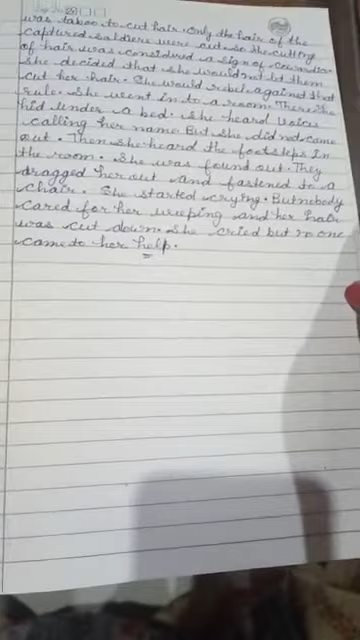 was taboo to cut hair. only the hair of the
captured soldiers were cut. so the cutting
of hair was considered a sign of cowardice.
she decided that she would not let them
cut her hair. She would rebel against that
rule. she went in to a room. There she
hid under a bed. she heard voices
calling her name. But she did not come
out. Then she heard the footsteps in
the room. She was found out. They
dragged her out and fastened to a
chair. She started crying. But nobody
cared for her weeping and her hair
was cut down. She cried but no one
came to her help.